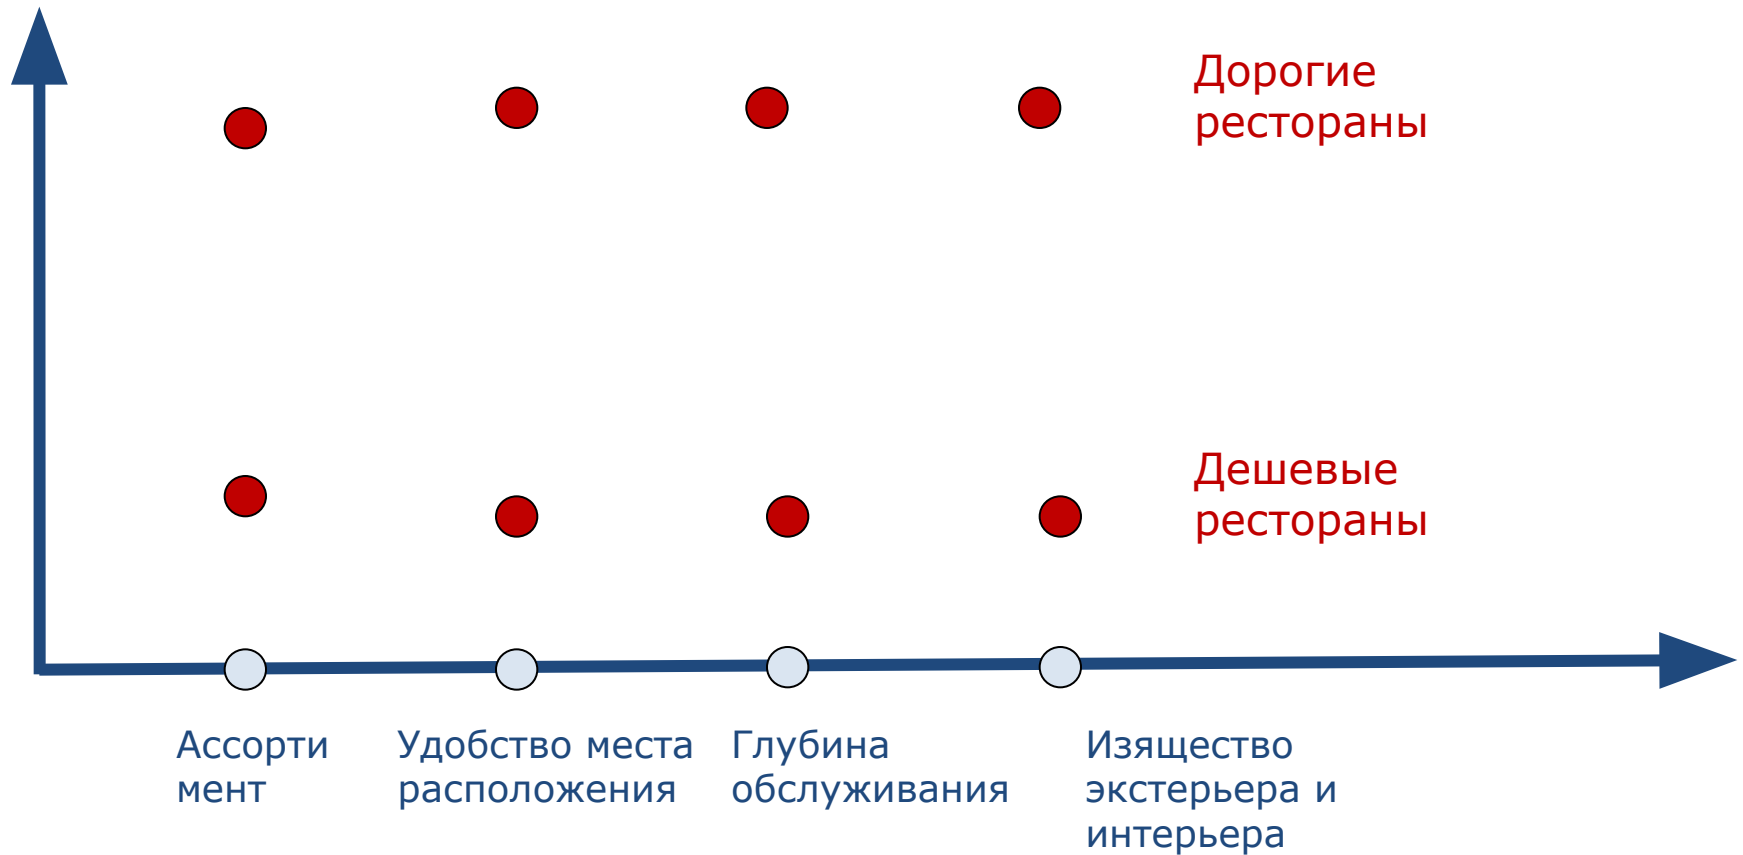 Дорогие
рестораны
Дешевые
рестораны
Ассорти
мент
Удобство места
расположения
Глубина
обслуживания
Изящество
экстерьера и
интерьера